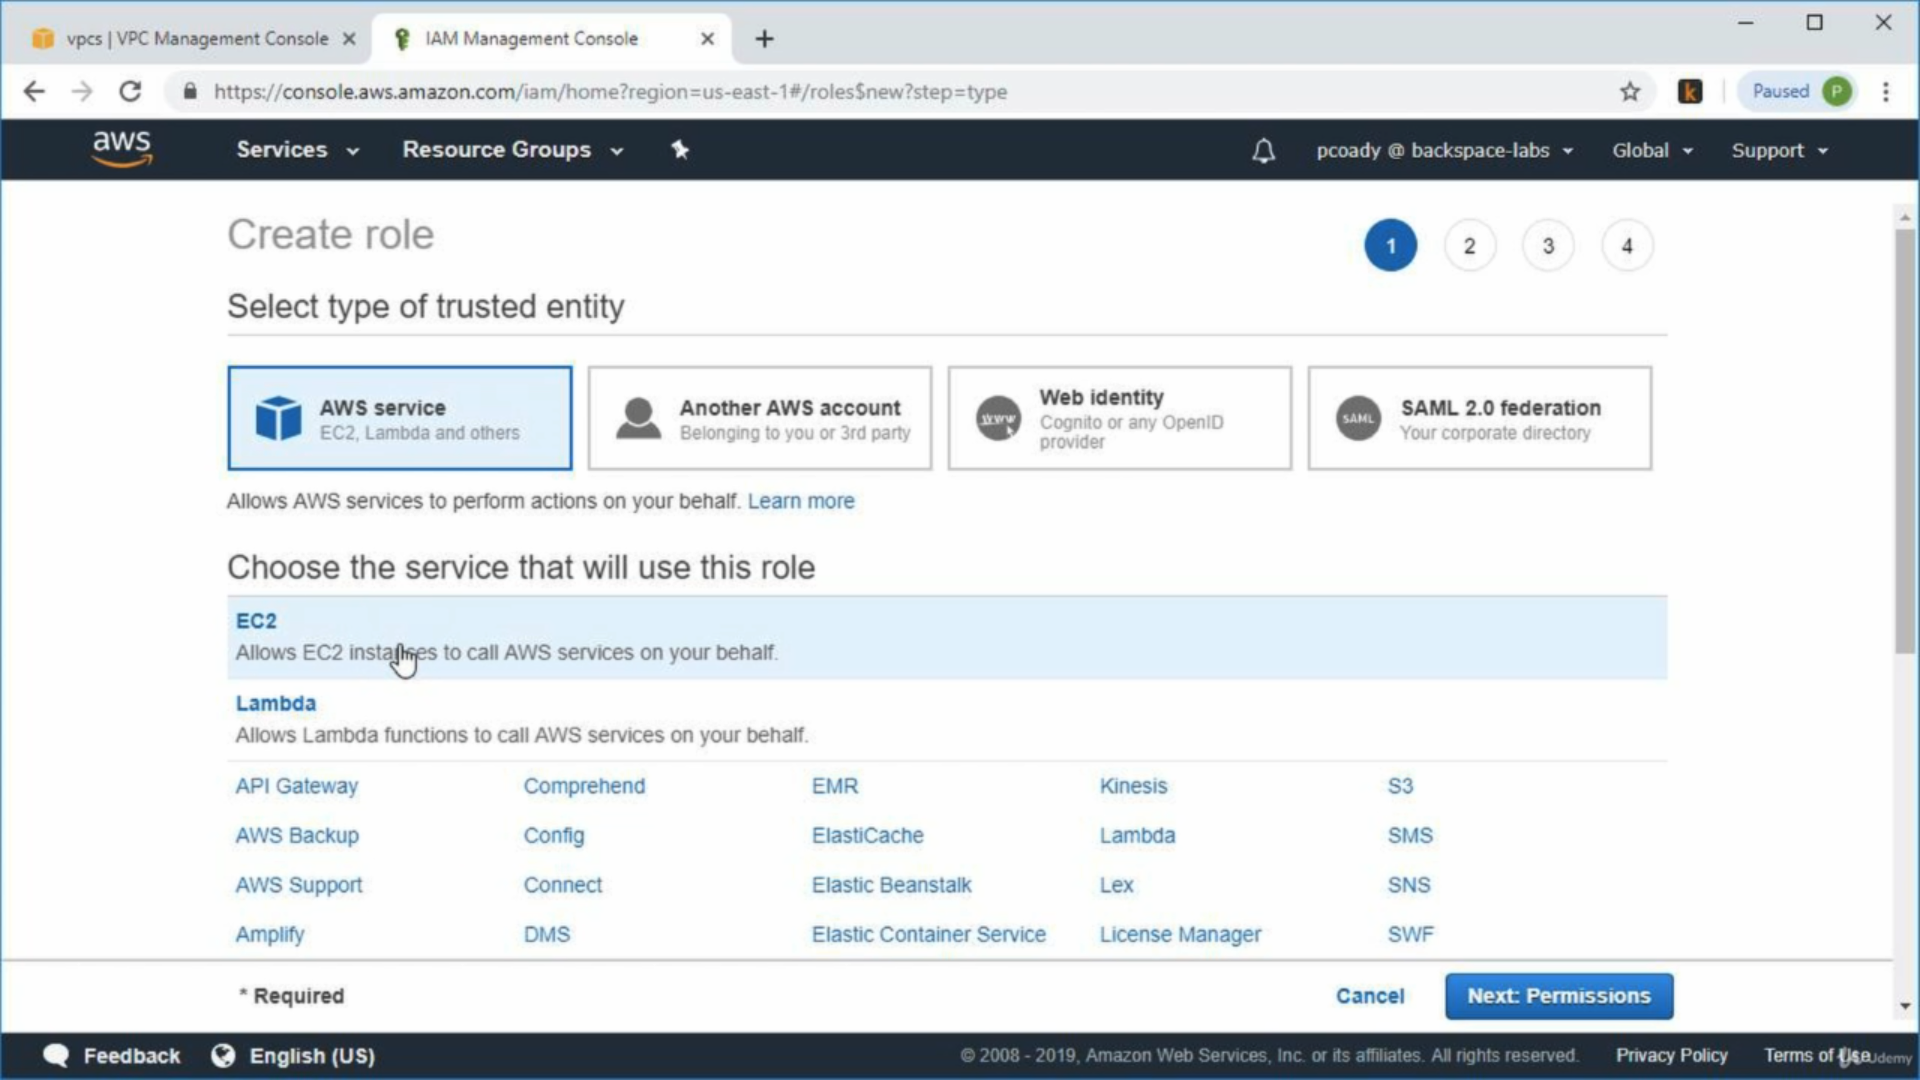 vpcs | VPC Management Console
IAM Management Console
https://console.aws.amazon.com/iam/home?region=us-east-1#/roles$new?step=type
k
Paused P
aws
Services
Resource Groups
pcoady @ backspace-labs
Global
Support
Create role
1 2 3 4
Select type of trusted entity
AWS service
EC2, Lambda and others
Another AWS account
Belonging to you or 3rd party
www
Web identity
Cognito or any OpenID
provider
SAML
SAML 2.0 federation
Your corporate directory
Allows AWS services to perform actions on your behalf. Learn more
Choose the service that will use this role
EC2
Allows EC2 instances to call AWS services on your behalf.
Lambda
Allows Lambda functions to call AWS services on your behalf.
API Gateway Comprehend EMR Kinesis S3
AWS Backup Config ElastiCache Lambda SMS
AWS Support Connect Elastic Beanstalk Lex SNS
Amplify DMS Elastic Container Service License Manager SWF
* Required
Cancel
Next: Permissions
Feedback
English (US)
© 2008 - 2019, Amazon Web Services, Inc. or its affiliates. All rights reserved.
Privacy Policy
Terms of Use
Udemy